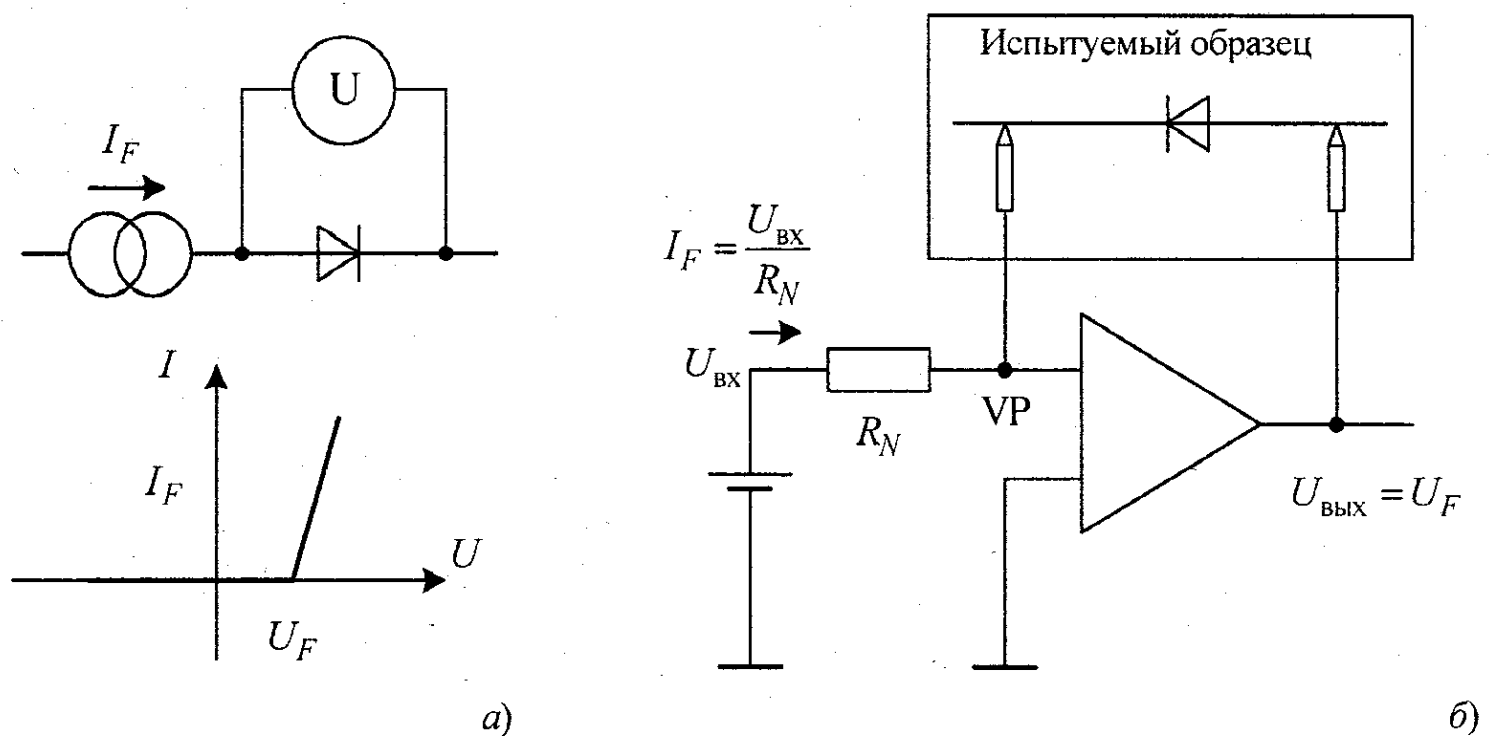 U
I_F
I
I_F
U
U_F
а)
Испытуемый образец
I_F = U_вх / R_N
U_вх
R_N
VP
U_вых = U_F
б)